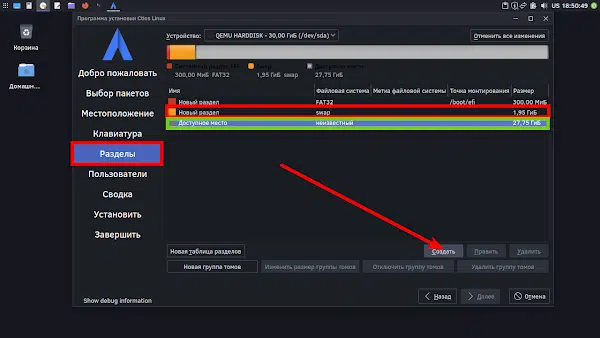 US 18:50:49
Программа установки Ctlos Linux
Корзина
Домашн...
Добро пожаловать
Выбор пакетов
Местоположение
Клавиатура
Разделы
Пользователи
Сводка
Установить
Завершить
Show debug information
Устройство: QEMU HARDDISK - 30,00 ГиБ (/dev/sda)
Отменить все изменения
300,00 МиБ FAT32 1,95 ГиБ swap 27,75 ГиБ
Имя Файловая система Метка файловой системы Точка монтирования Размер
Новый раздел FAT32 /boot/efi 300,00 МиБ
Новый раздел swap 1,95 ГиБ
Доступное место неизвестный 27,75 ГиБ
Новая таблица разделов Создать Править Удалить
Новая группа томов Изменить размер группы томов Отключить группу томов Удалить группу томов
Назад Далее Отмена